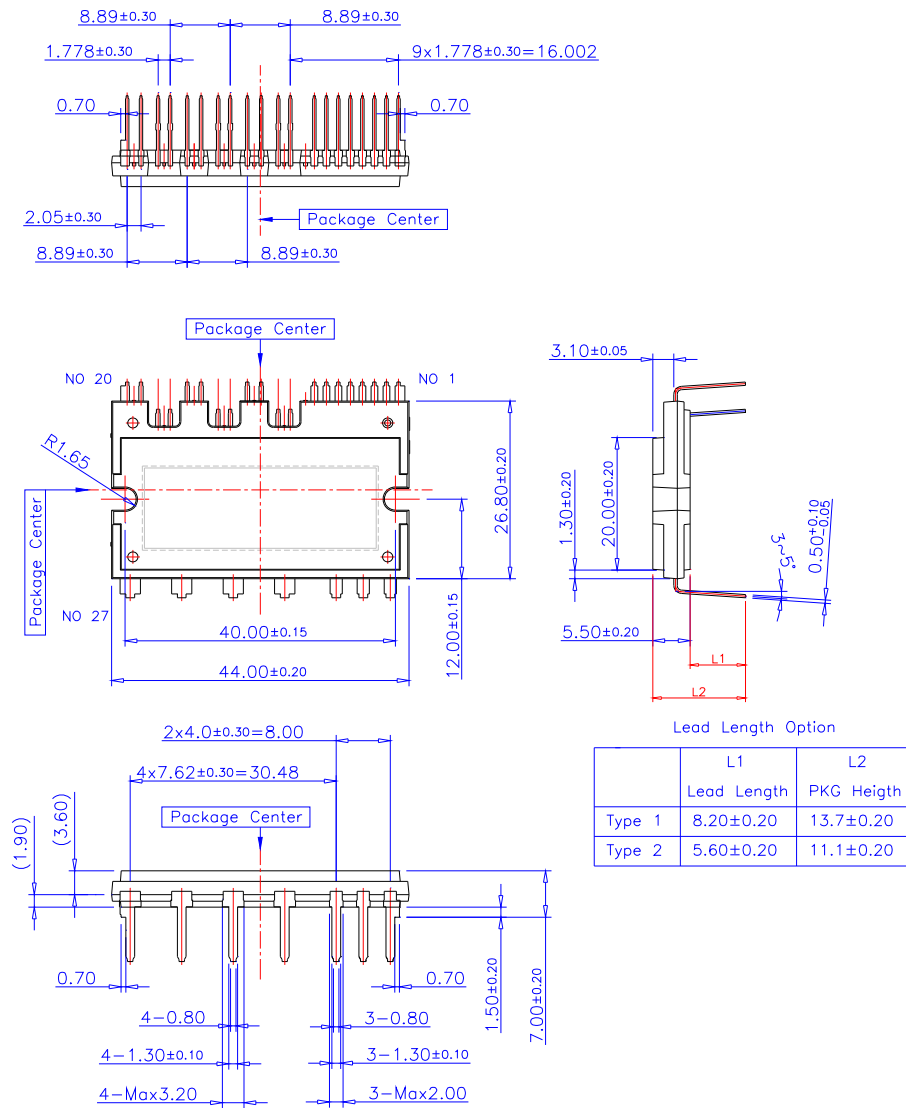 8.89±0.30
8.89±0.30
1.778±0.30
9x1.778±0.30=16.002
0.70
0.70
2.05±0.30
Package Center
8.89±0.30
8.89±0.30
Package Center
NO 20
NO 1
R1.65
Package Center
NO 27
26.80±0.20
12.00±0.15
40.00±0.15
44.00±0.20
3.10±0.05
1.30±0.20
20.00±0.20
3~5°
0.50+0.10-0.05
5.50±0.20
L1
L2
Lead Length Option
L1 L2
Lead Length PKG Heigth
Type 1 8.20±0.20 13.7±0.20
Type 2 5.60±0.20 11.1±0.20
2x4.0±0.30=8.00
4x7.62±0.30=30.48
Package Center
(1.90)
(3.60)
0.70
0.70
1.50±0.20
7.00±0.20
4-0.80
3-0.80
4-1.30±0.10
3-1.30±0.10
4-Max3.20
3-Max2.00